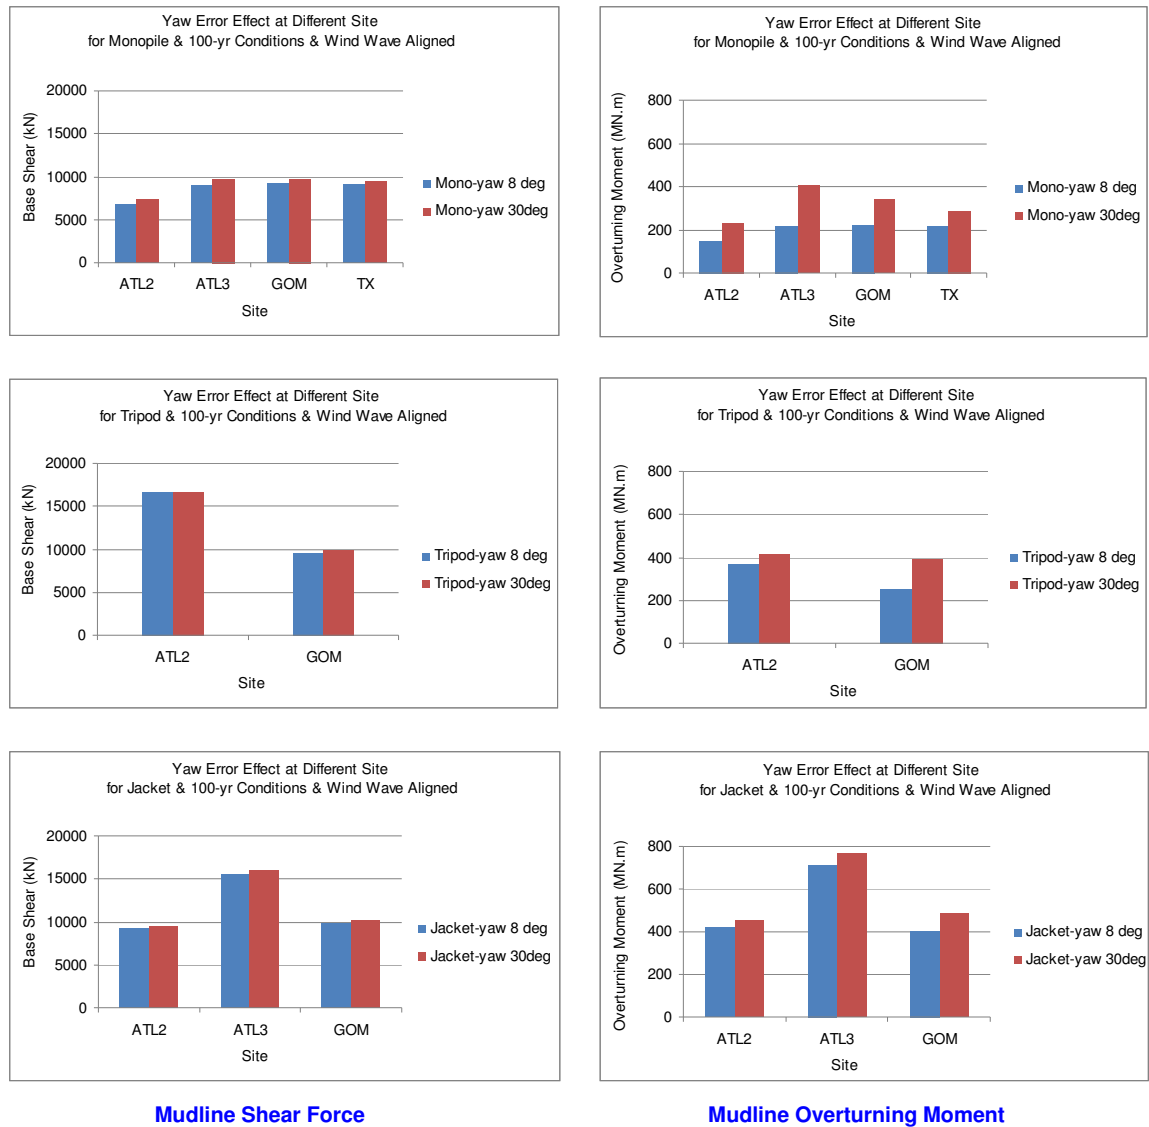 Yaw Error Effect at Different Site
for Monopile & 100-yr Conditions & Wind Wave Aligned
20000
15000
10000
5000
0
Base Shear (kN)
ATL2
ATL3
GOM
TX
Site
Mono-yaw 8 deg
Mono-yaw 30deg
Yaw Error Effect at Different Site
for Monopile & 100-yr Conditions & Wind Wave Aligned
800
600
400
200
0
Overturning Moment (MN.m)
ATL2
ATL3
GOM
TX
Site
Mono-yaw 8 deg
Mono-yaw 30deg
Yaw Error Effect at Different Site
for Tripod & 100-yr Conditions & Wind Wave Aligned
20000
15000
10000
5000
0
Base Shear (kN)
ATL2
GOM
Site
Tripod-yaw 8 deg
Tripod-yaw 30deg
Yaw Error Effect at Different Site
for Tripod & 100-yr Conditions & Wind Wave Aligned
800
600
400
200
0
Overturning Moment (MN.m)
ATL2
GOM
Site
Tripod-yaw 8 deg
Tripod-yaw 30deg
Yaw Error Effect at Different Site
for Jacket & 100-yr Conditions & Wind Wave Aligned
20000
15000
10000
5000
0
Base Shear (kN)
ATL2
ATL3
GOM
Site
Jacket-yaw 8 deg
Jacket-yaw 30deg
Yaw Error Effect at Different Site
for Jacket & 100-yr Conditions & Wind Wave Aligned
800
600
400
200
0
Overturning Moment (MN.m)
ATL2
ATL3
GOM
Site
Jacket-yaw 8 deg
Jacket-yaw 30deg
Mudline Shear Force
Mudline Overturning Moment